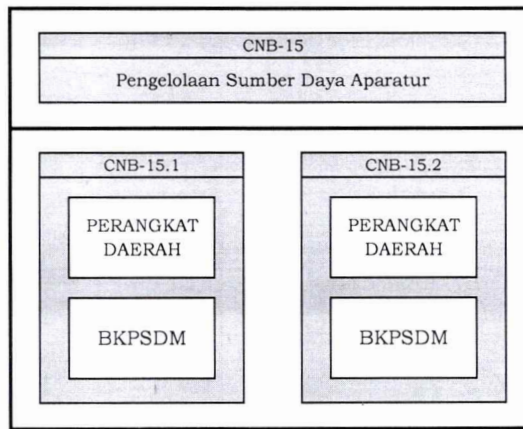 CNB-15
Pengelolaan Sumber Daya Aparatur
CNB-15.1
PERANGKAT
DAERAH
BKPSDM
CNB-15.2
PERANGKAT
DAERAH
BKPSDM